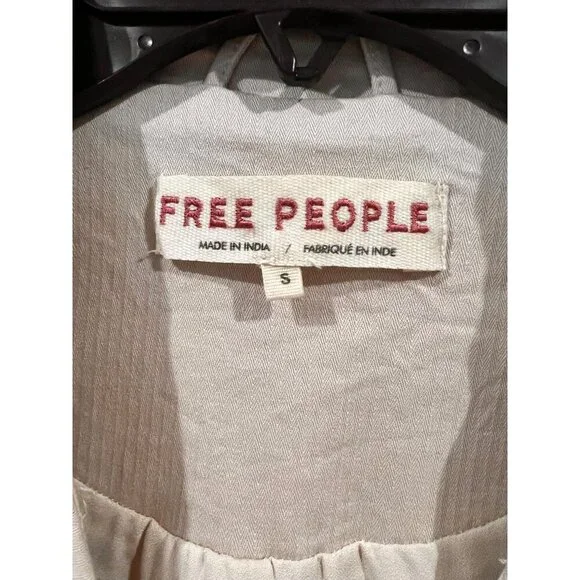 FREE PEOPLE
MADE IN INDIA / FABRIQUÉ EN INDE
S